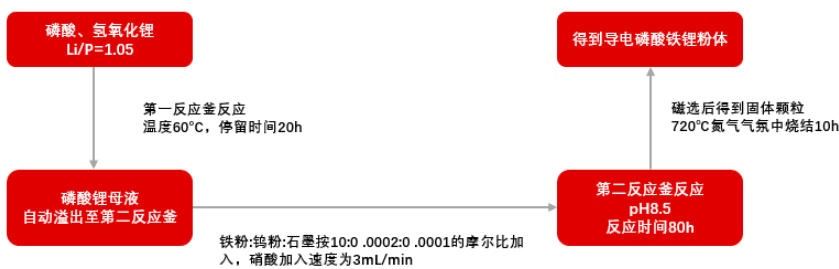 磷酸、氢氧化锂
Li/P=1.05
第一反应釜反应
温度60°C，停留时间20h
磷酸锂母液
自动溢出至第二反应釜
铁粉:钨粉:石墨按10:0 .0002:0 .0001的摩尔比加
入，硝酸加入速度为3mL/min
第二反应釜反应
pH8.5
反应时间80h
磁选后得到固体颗粒
720°C氮气气氛中烧结10h
得到导电磷酸铁锂粉体